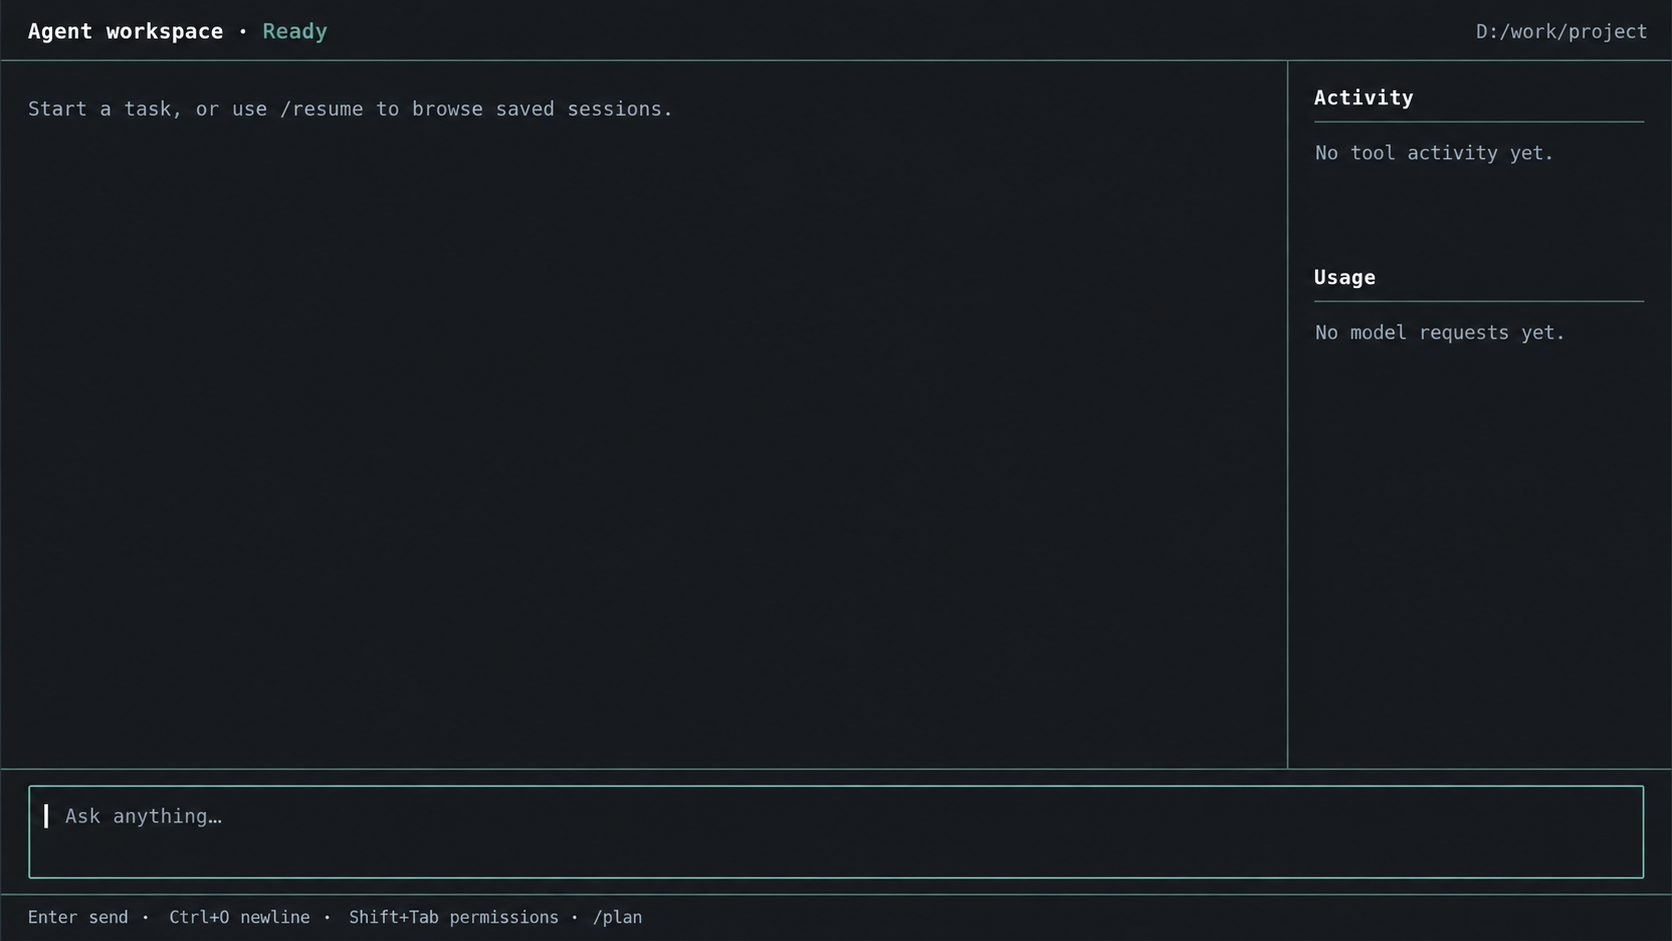 Agent workspace • Ready
D:/work/project
Start a task, or use /resume to browse saved sessions.
Activity
No tool activity yet.
Usage
No model requests yet.
Ask anything…
Enter send • Ctrl+O newline • Shift+Tab permissions • /plan